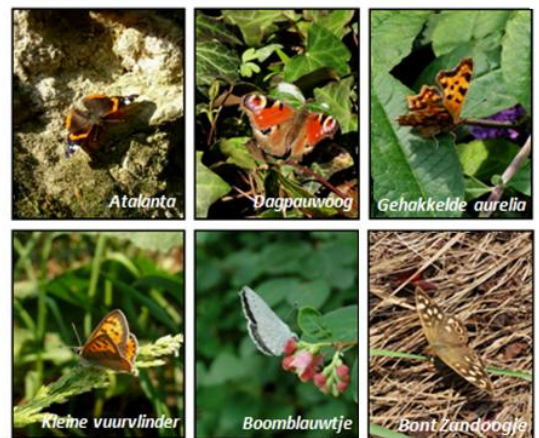 Atalanta
Dagpauwoog
Gehakkelde aurelia
Kleine vuurvlinder
Boomblauwtje
Bont Zandoogje